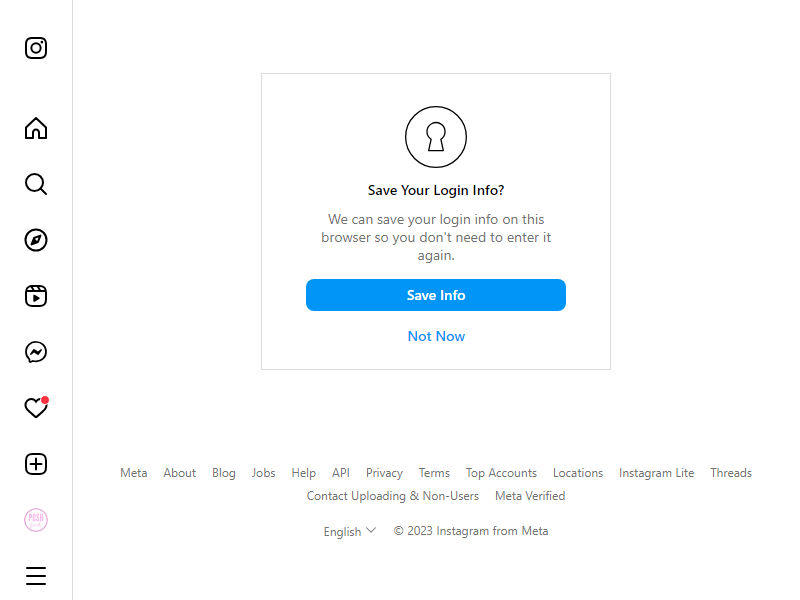 Save Your Login Info?
We can save your login info on this
browser so you don't need to enter it
again.
Save Info
Not Now
POSH
Meta About Blog Jobs Help API Privacy Terms Top Accounts Locations Instagram Lite Threads
Contact Uploading & Non-Users Meta Verified
English © 2023 Instagram from Meta